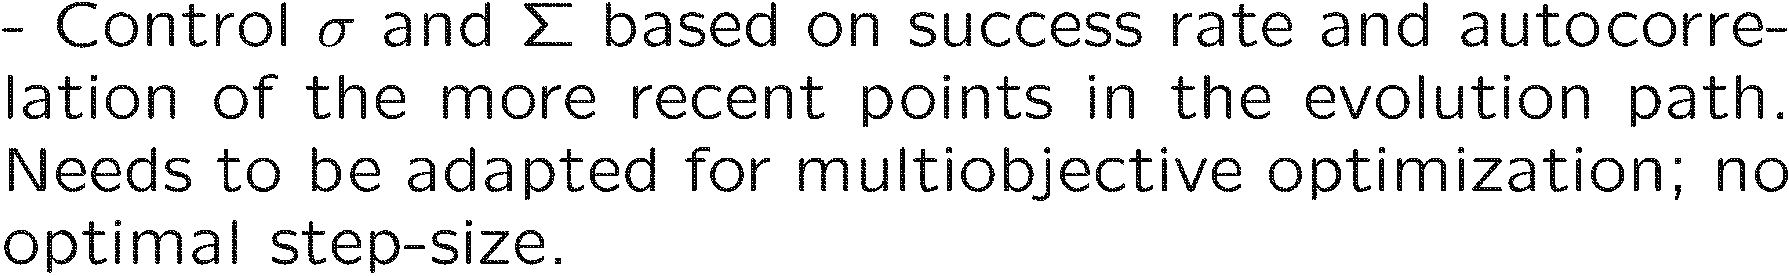 - Control σ and Σ based on success rate and autocorre-
lation of the more recent points in the evolution path.
Needs to be adapted for multiobjective optimization; no
optimal step-size.